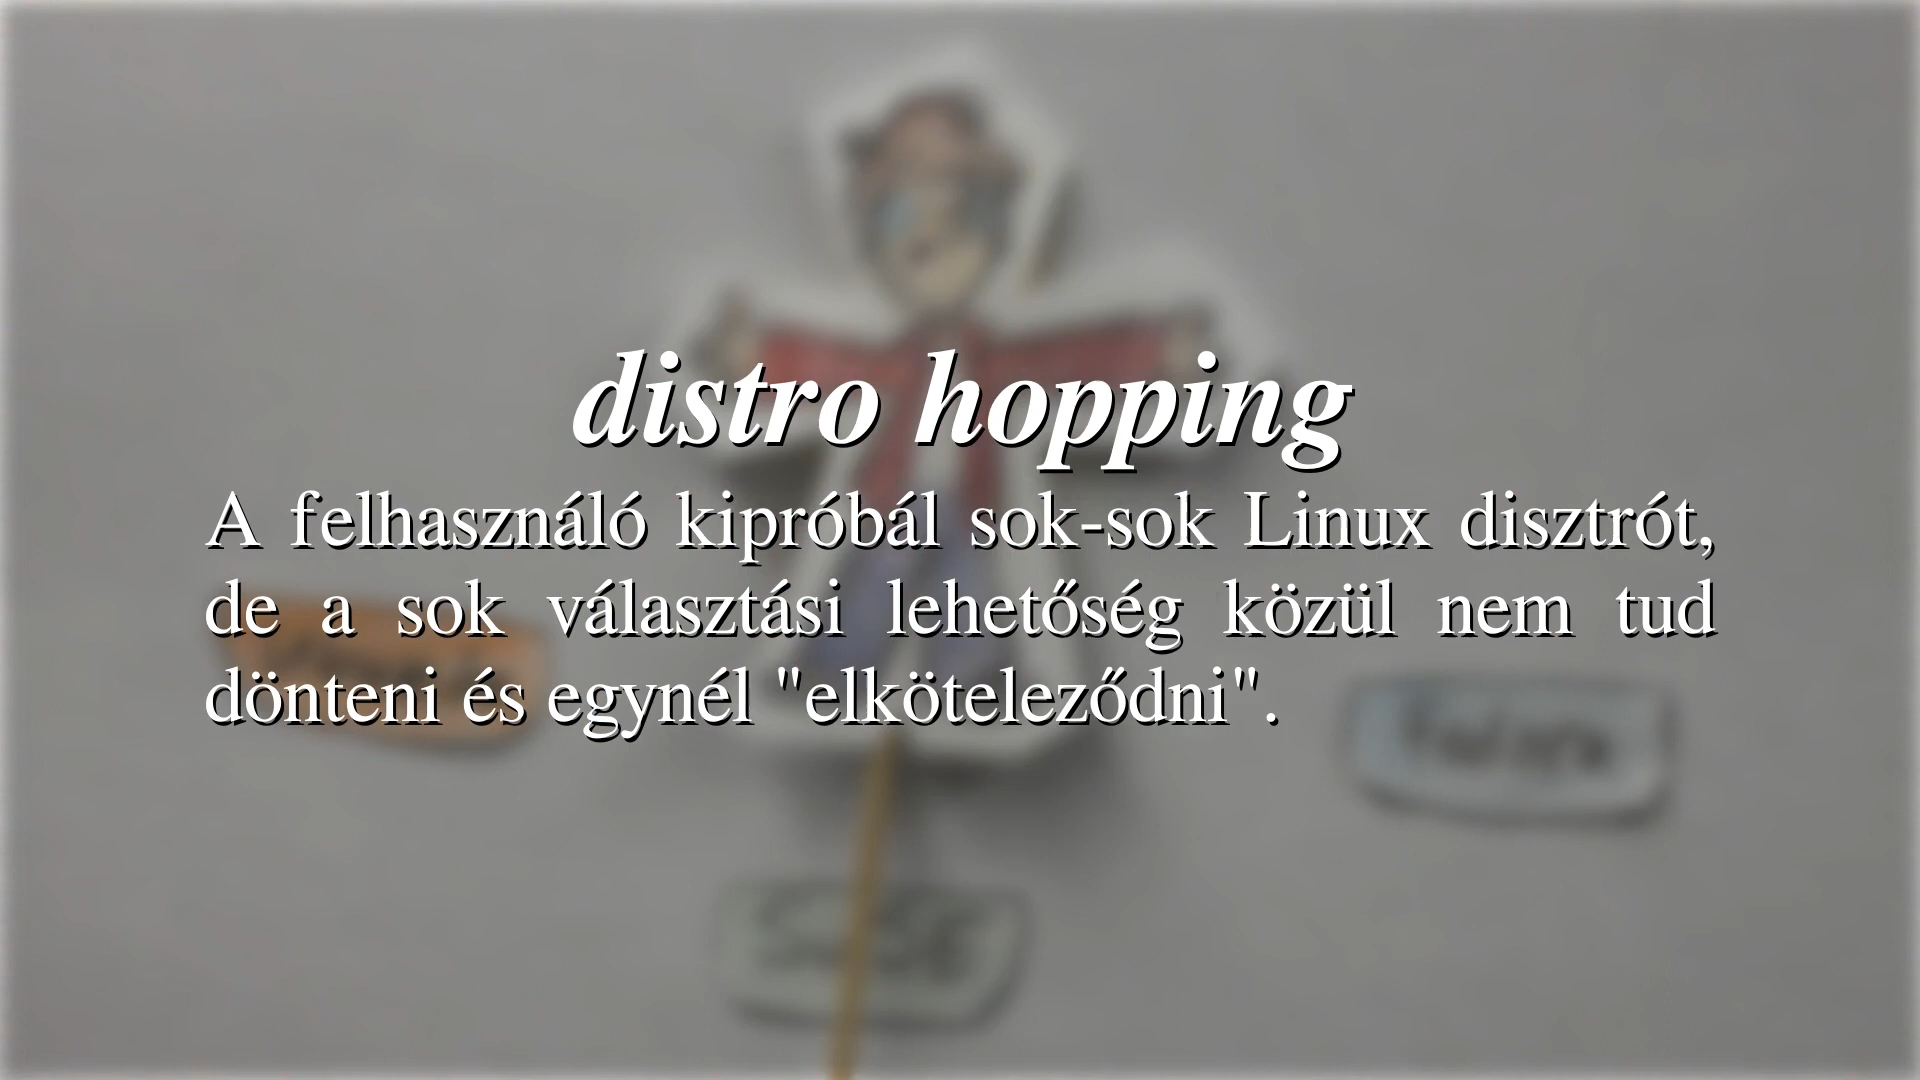 distro hopping
A felhasználó kipróbál sok-sok Linux disztrót,
de a sok választási lehetőség közül nem tud
dönteni és egynél "elköteleződni".